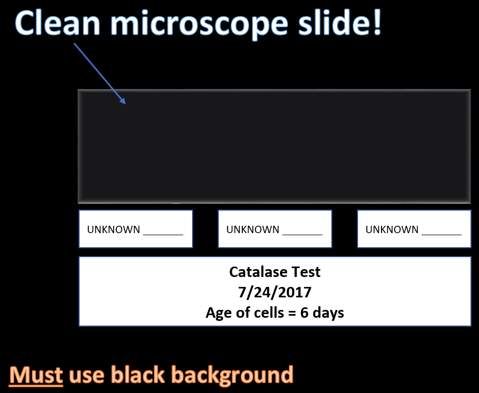 Clean microscope slide!
UNKNOWN _______ UNKNOWN _______ UNKNOWN _______
Catalase Test
7/24/2017
Age of cells = 6 days
Must use black background